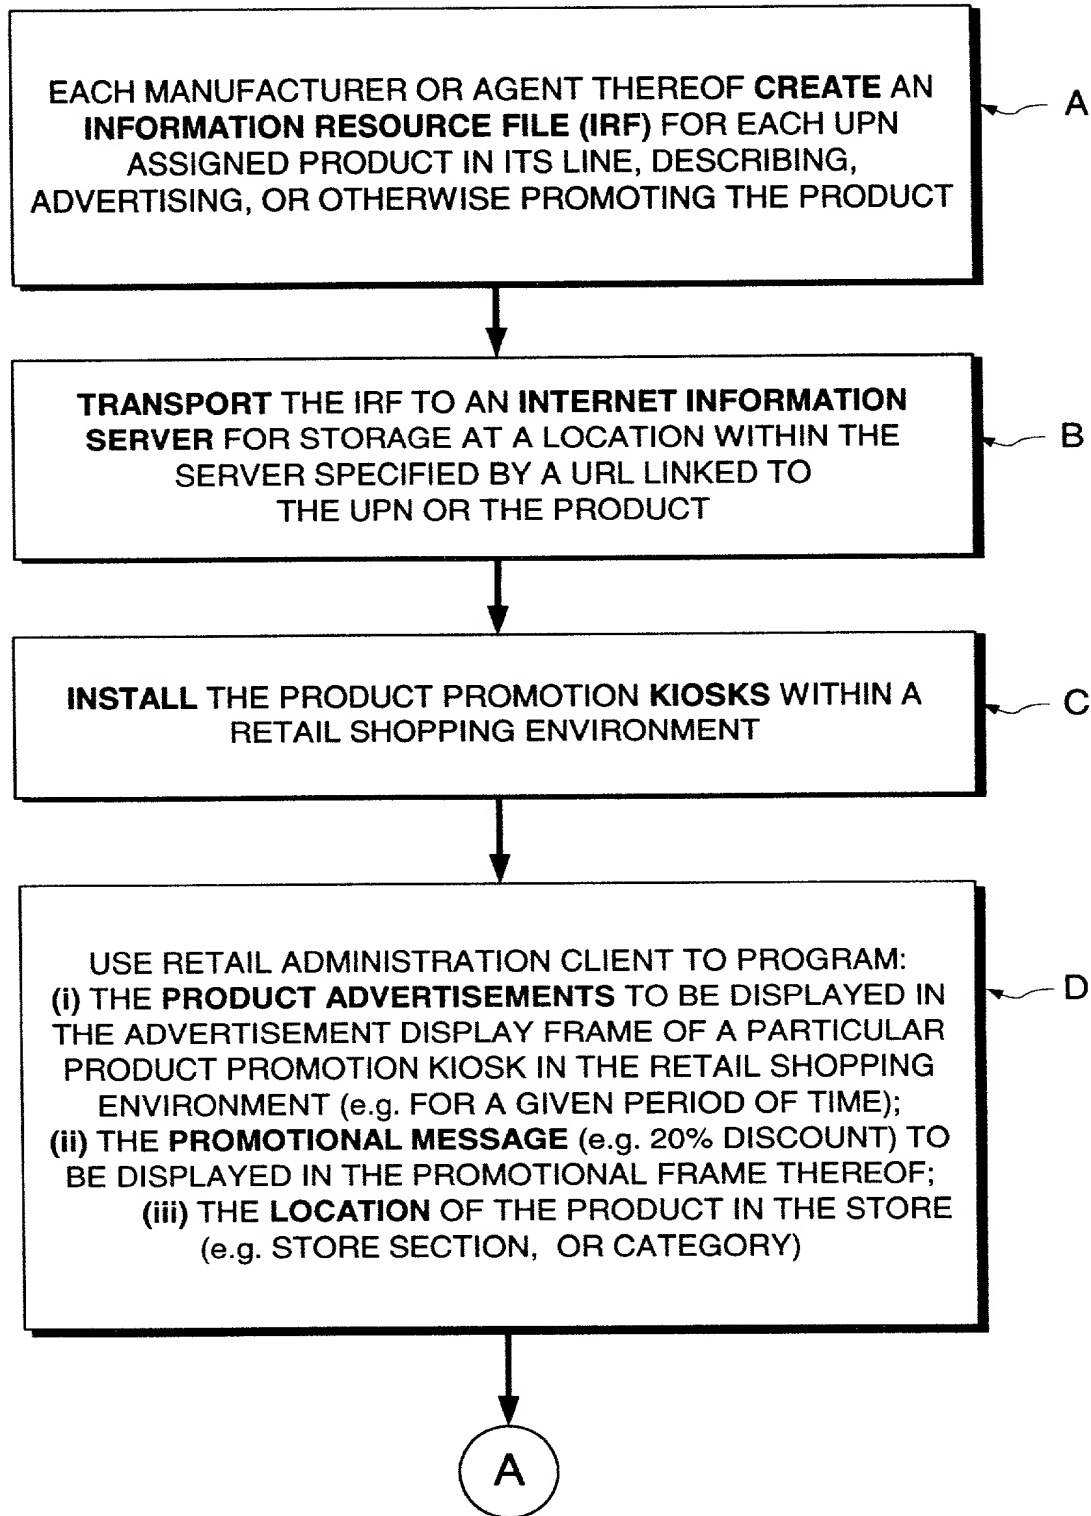 EACH MANUFACTURER OR AGENT THEREOF CREATE AN
INFORMATION RESOURCE FILE (IRF) FOR EACH UPN
ASSIGNED PRODUCT IN ITS LINE, DESCRIBING,
ADVERTISING, OR OTHERWISE PROMOTING THE PRODUCT
A
TRANSPORT THE IRF TO AN INTERNET INFORMATION
SERVER FOR STORAGE AT A LOCATION WITHIN THE
SERVER SPECIFIED BY A URL LINKED TO
THE UPN OR THE PRODUCT
B
INSTALL THE PRODUCT PROMOTION KIOSKS WITHIN A
RETAIL SHOPPING ENVIRONMENT
C
USE RETAIL ADMINISTRATION CLIENT TO PROGRAM:
(i) THE PRODUCT ADVERTISEMENTS TO BE DISPLAYED IN
THE ADVERTISEMENT DISPLAY FRAME OF A PARTICULAR
PRODUCT PROMOTION KIOSK IN THE RETAIL SHOPPING
ENVIRONMENT (e.g. FOR A GIVEN PERIOD OF TIME);
(ii) THE PROMOTIONAL MESSAGE (e.g. 20% DISCOUNT) TO
BE DISPLAYED IN THE PROMOTIONAL FRAME THEREOF;
(iii) THE LOCATION OF THE PRODUCT IN THE STORE
(e.g. STORE SECTION, OR CATEGORY)
D
A